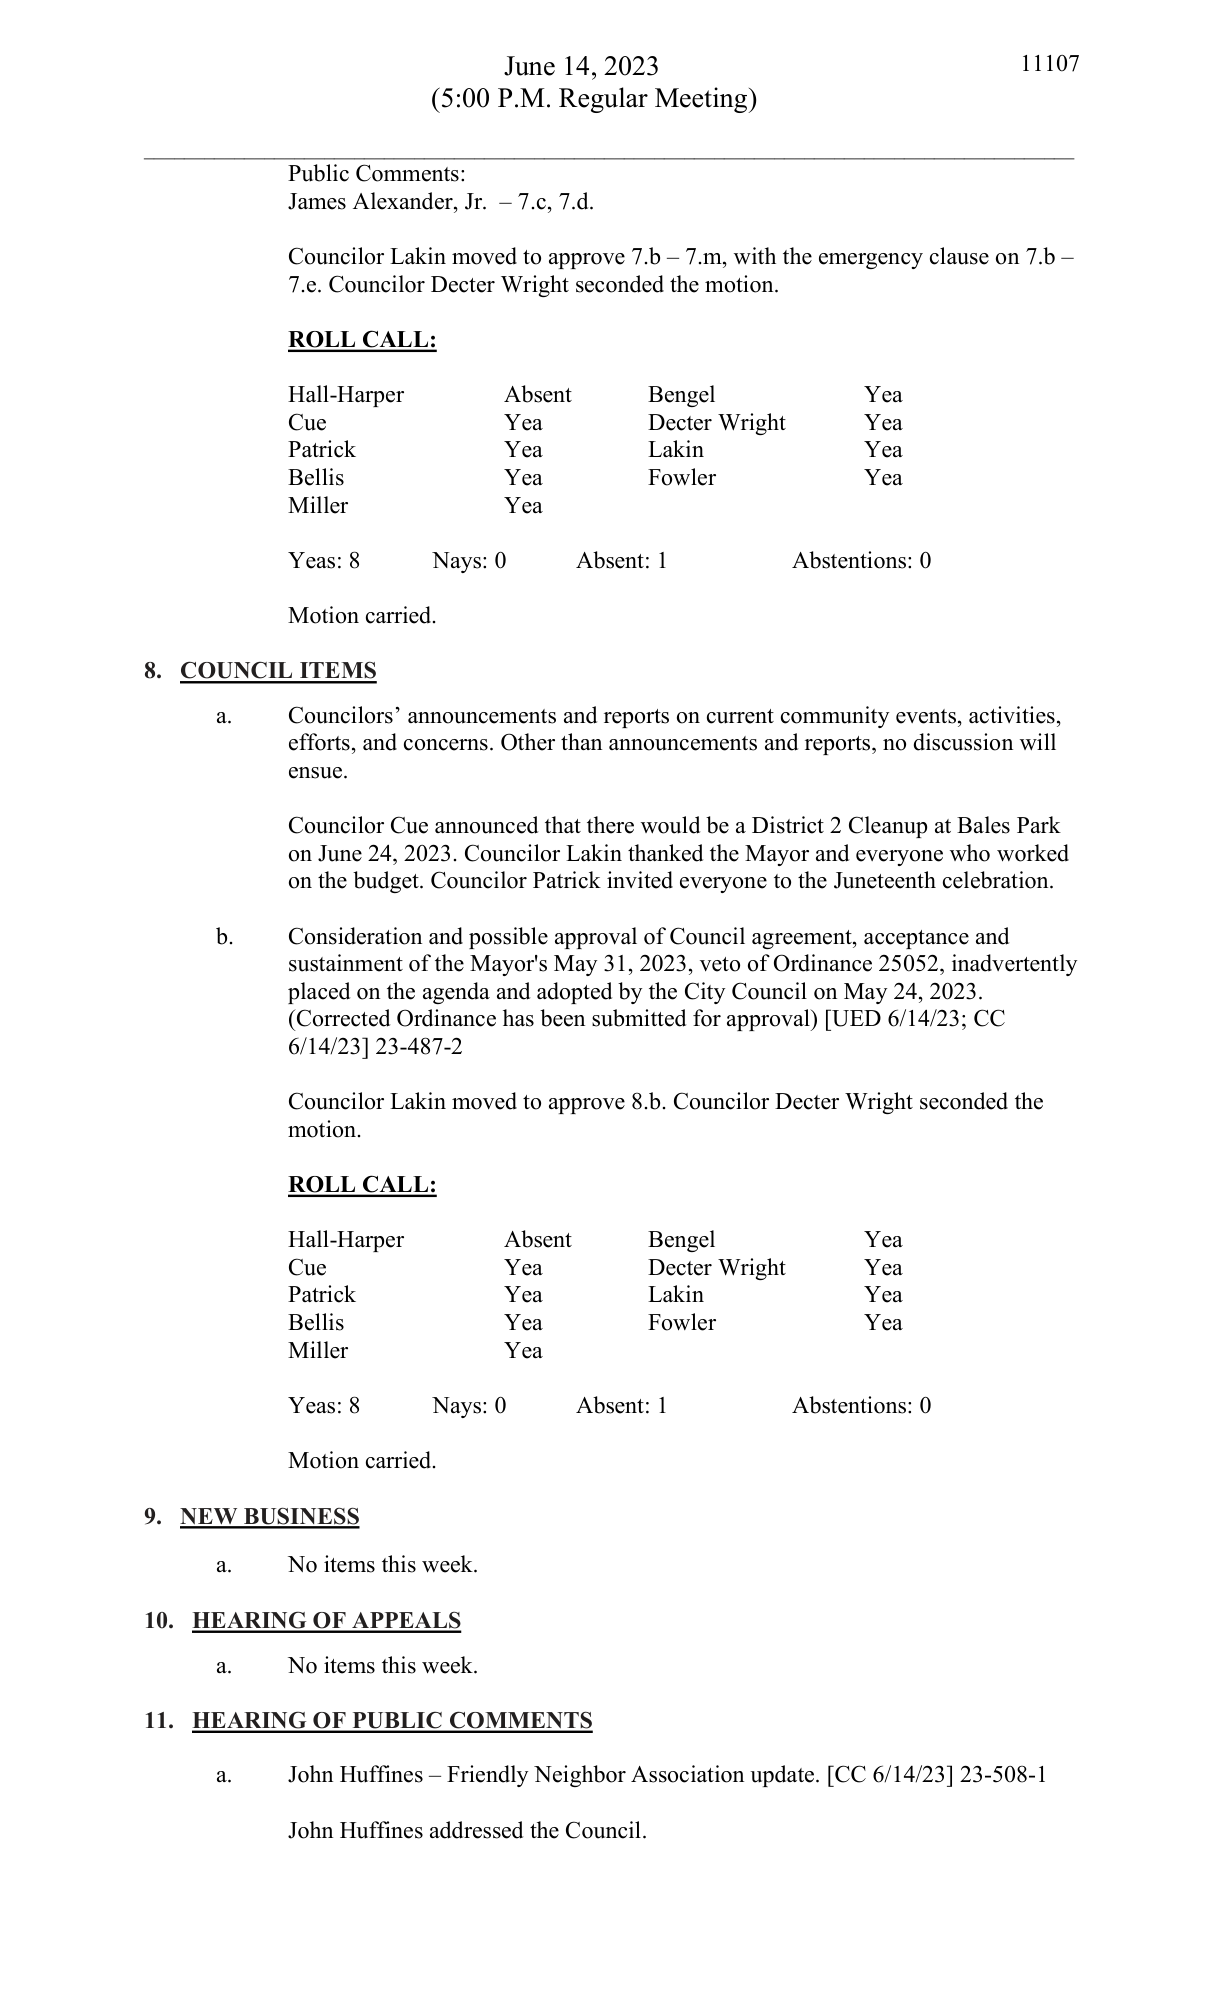 June 14, 2023
11107
(5:00 P.M. Regular Meeting)
Public Comments:
James Alexander, Jr. – 7.c, 7.d.
Councilor Lakin moved to approve 7.b – 7.m, with the emergency clause on 7.b –
7.e. Councilor Decter Wright seconded the motion.
ROLL CALL:
Hall-Harper Absent Bengel Yea
Cue Yea Decter Wright Yea
Patrick Yea Lakin Yea
Bellis Yea Fowler Yea
Miller Yea
Yeas: 8 Nays: 0 Absent: 1 Abstentions: 0
Motion carried.
8. COUNCIL ITEMS
a. Councilors’ announcements and reports on current community events, activities,
efforts, and concerns. Other than announcements and reports, no discussion will
ensue.
Councilor Cue announced that there would be a District 2 Cleanup at Bales Park
on June 24, 2023. Councilor Lakin thanked the Mayor and everyone who worked
on the budget. Councilor Patrick invited everyone to the Juneteenth celebration.
b. Consideration and possible approval of Council agreement, acceptance and
sustainment of the Mayor's May 31, 2023, veto of Ordinance 25052, inadvertently
placed on the agenda and adopted by the City Council on May 24, 2023.
(Corrected Ordinance has been submitted for approval) [UED 6/14/23; CC
6/14/23] 23-487-2
Councilor Lakin moved to approve 8.b. Councilor Decter Wright seconded the
motion.
ROLL CALL:
Hall-Harper Absent Bengel Yea
Cue Yea Decter Wright Yea
Patrick Yea Lakin Yea
Bellis Yea Fowler Yea
Miller Yea
Yeas: 8 Nays: 0 Absent: 1 Abstentions: 0
Motion carried.
9. NEW BUSINESS
a. No items this week.
10. HEARING OF APPEALS
a. No items this week.
11. HEARING OF PUBLIC COMMENTS
a. John Huffines – Friendly Neighbor Association update. [CC 6/14/23] 23-508-1
John Huffines addressed the Council.